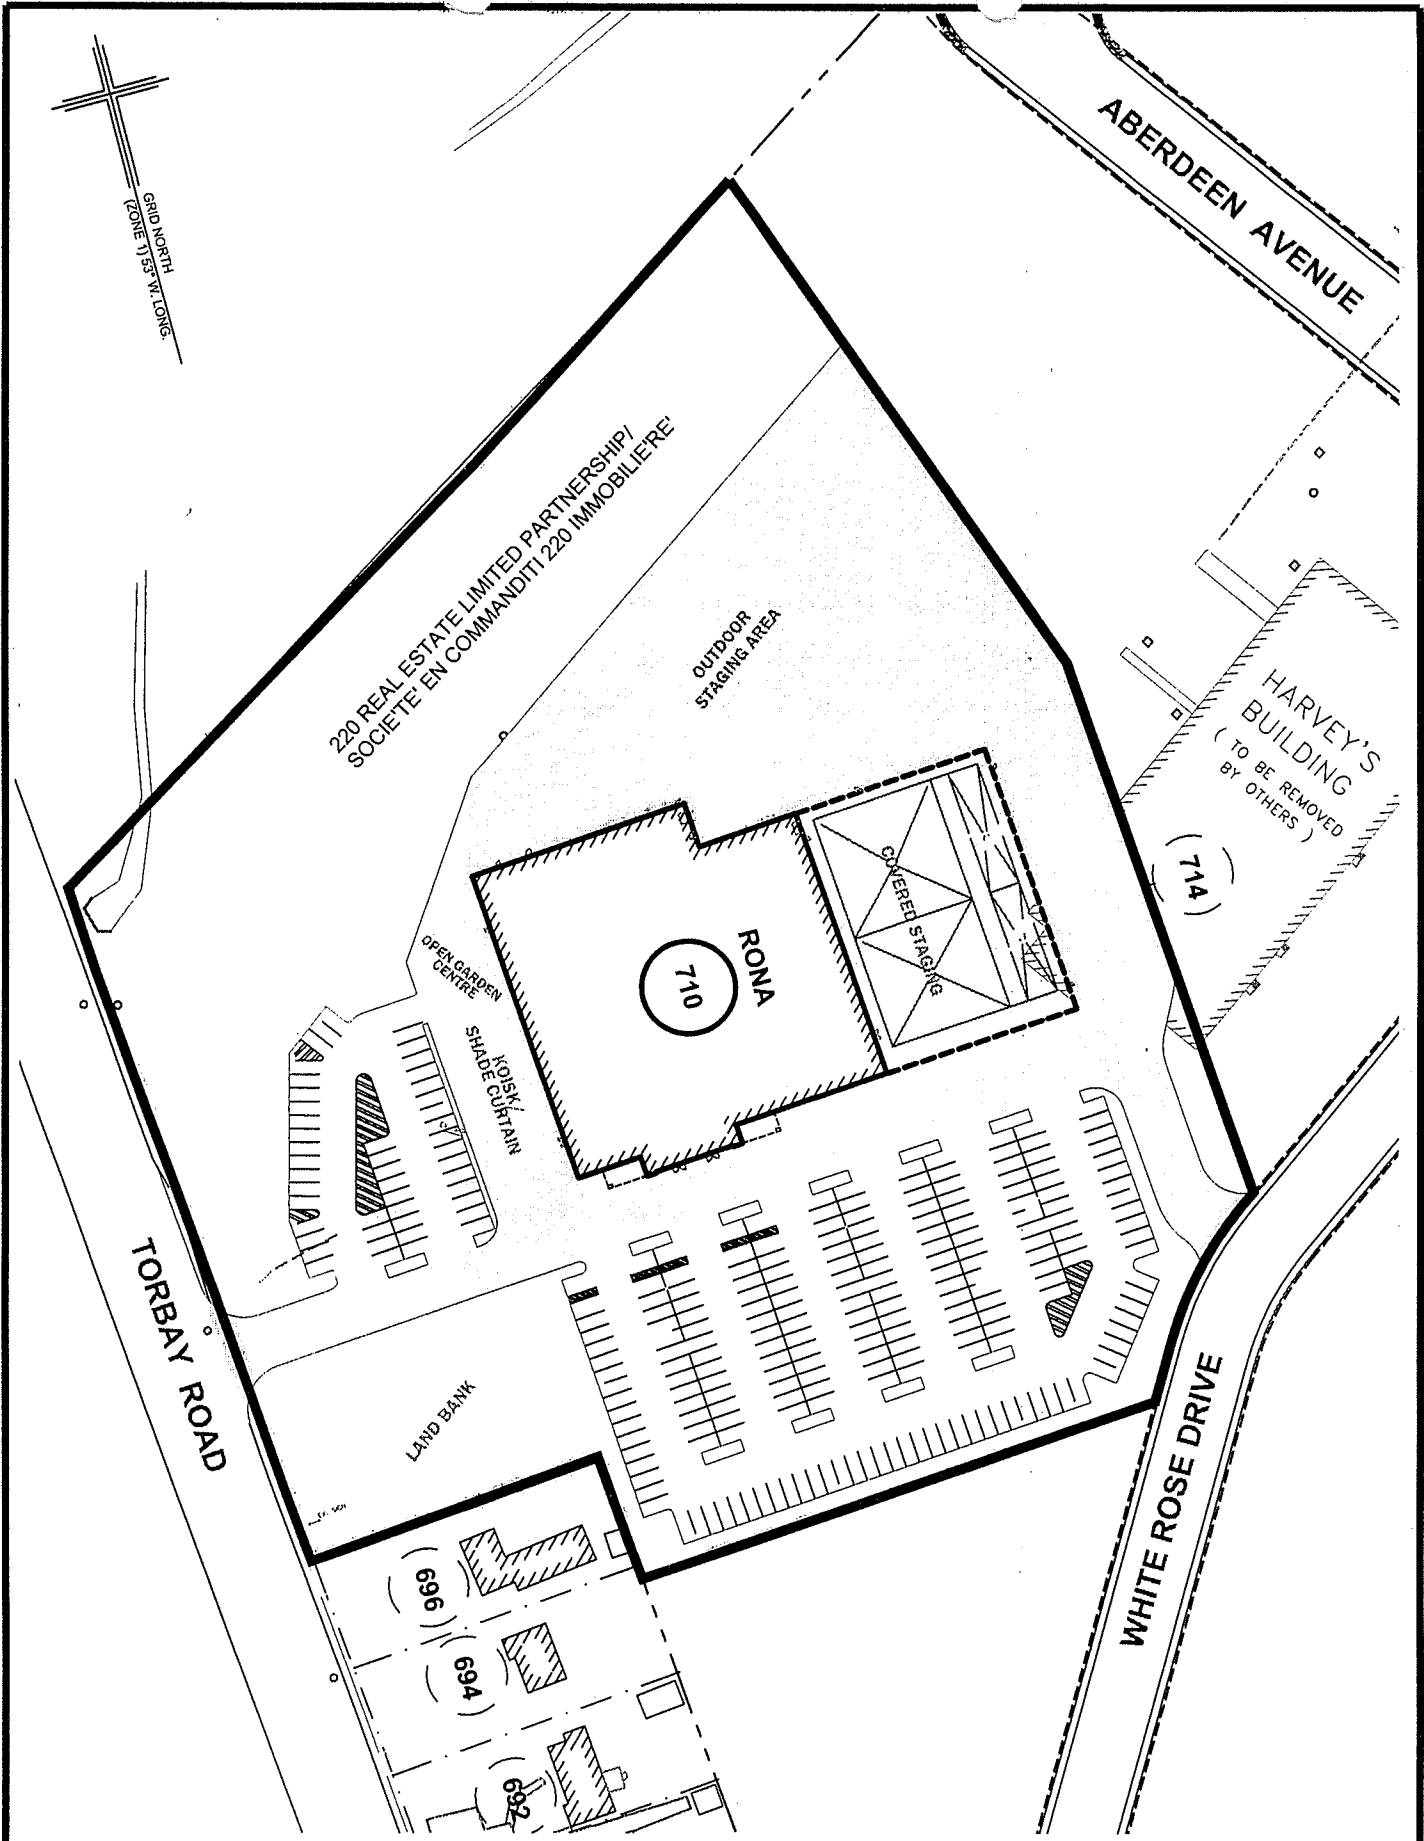 ABERDEEN AVENUE
GRID NORTH
(ZONE 1) 53° W. LONG.
220 REAL ESTATE LIMITED PARTNERSHIP/
SOCIE'TE' EN COMMANDITI 220 IMMOBILIE'RE'
OUTDOOR
STAGING AREA
HARVEY'S
BUILDING
( TO BE REMOVED
BY OTHERS )
(714)
COVERED STAGING
RONA
710
OPEN GARDEN
CENTRE
KOISK/
SHADE CURTAIN
TORBAY ROAD
LAND BANK
WHITE ROSE DRIVE
(696)
(694)
(692)